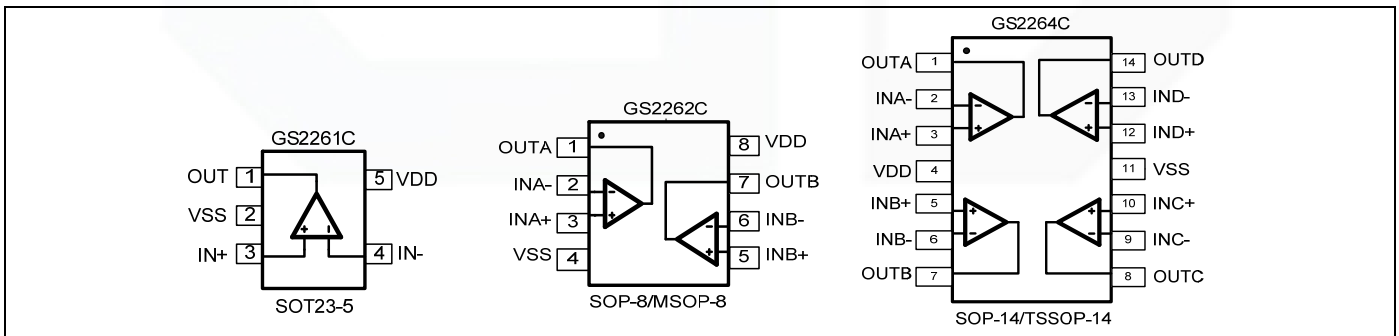 GS2261C
OUT 1
5 VDD
VSS 2
IN+ 3
4 IN-
+ -
SOT23-5
GS2262C
OUTA 1
8 VDD
INA- 2
7 OUTB
INA+ 3
6 INB-
VSS 4
5 INB+
- +
- +
SOP-8/MSOP-8
GS2264C
OUTA 1
14 OUTD
INA- 2
13 IND-
INA+ 3
12 IND+
VDD 4
11 VSS
INB+ 5
10 INC+
INB- 6
9 INC-
OUTB 7
8 OUTC
- +
- +
+ -
+ -
SOP-14/TSSOP-14